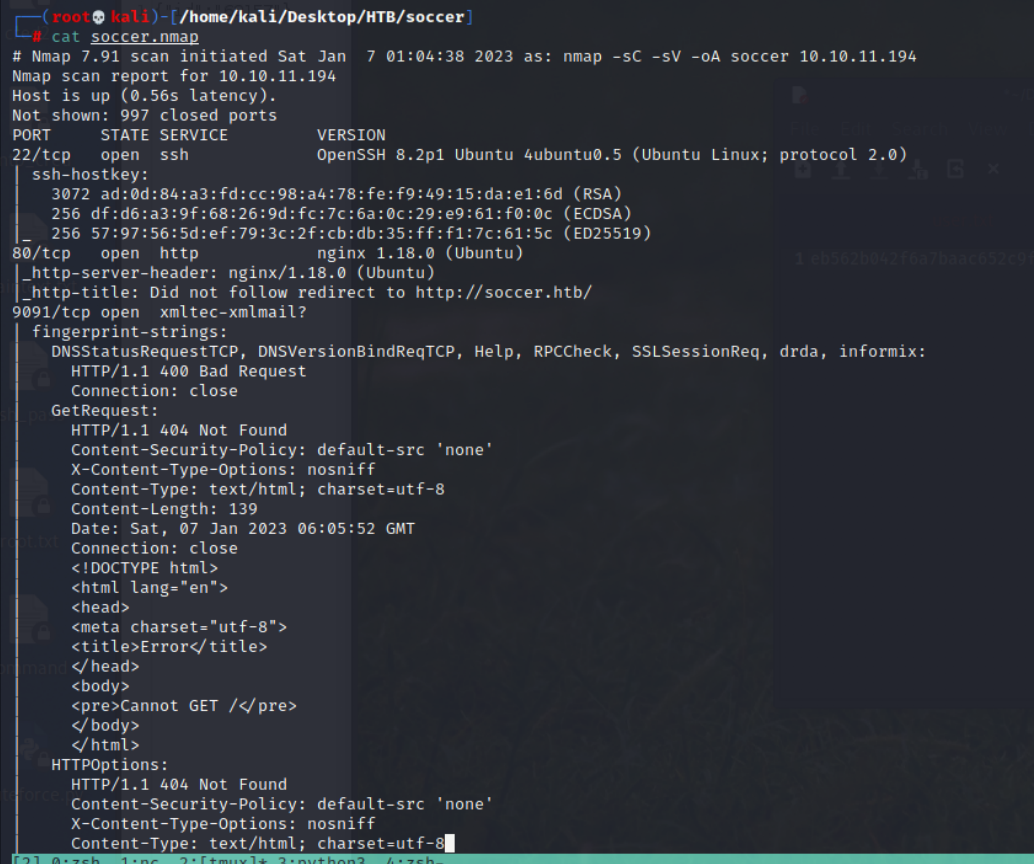 ┌──(root💀kali)-[/home/kali/Desktop/HTB/soccer]
└─# cat soccer.nmap
# Nmap 7.91 scan initiated Sat Jan  7 01:04:38 2023 as: nmap -sC -sV -oA soccer 10.10.11.194
Nmap scan report for 10.10.11.194
Host is up (0.56s latency).
Not shown: 997 closed ports
PORT     STATE SERVICE         VERSION
22/tcp   open  ssh             OpenSSH 8.2p1 Ubuntu 4ubuntu0.5 (Ubuntu Linux; protocol 2.0)
| ssh-hostkey:
|   3072 ad:0d:84:a3:fd:cc:98:a4:78:fe:f9:49:15:da:e1:6d (RSA)
|   256 df:d6:a3:9f:68:26:9d:fc:7c:6a:0c:29:e9:61:f0:0c (ECDSA)
|_  256 57:97:56:5d:ef:79:3c:2f:cb:db:35:ff:f1:7c:61:5c (ED25519)
80/tcp   open  http            nginx 1.18.0 (Ubuntu)
|_http-server-header: nginx/1.18.0 (Ubuntu)
|_http-title: Did not follow redirect to http://soccer.htb/
9091/tcp open  xmltec-xmlmail?
| fingerprint-strings:
|   DNSStatusRequestTCP, DNSVersionBindReqTCP, Help, RPCCheck, SSLSessionReq, drda, informix:
|     HTTP/1.1 400 Bad Request
|     Connection: close
|   GetRequest:
|     HTTP/1.1 404 Not Found
|     Content-Security-Policy: default-src 'none'
|     X-Content-Type-Options: nosniff
|     Content-Type: text/html; charset=utf-8
|     Content-Length: 139
|     Date: Sat, 07 Jan 2023 06:05:52 GMT
|     Connection: close
|     <!DOCTYPE html>
|     <html lang="en">
|     <head>
|     <meta charset="utf-8">
|     <title>Error</title>
|     </head>
|     <body>
|     <pre>Cannot GET /</pre>
|     </body>
|     </html>
|   HTTPOptions:
|     HTTP/1.1 404 Not Found
|     Content-Security-Policy: default-src 'none'
|     X-Content-Type-Options: nosniff
|     Content-Type: text/html; charset=utf-8
[2] 0:zsh  1:nc  2:[tmux]* 3:python3  4:zsh-